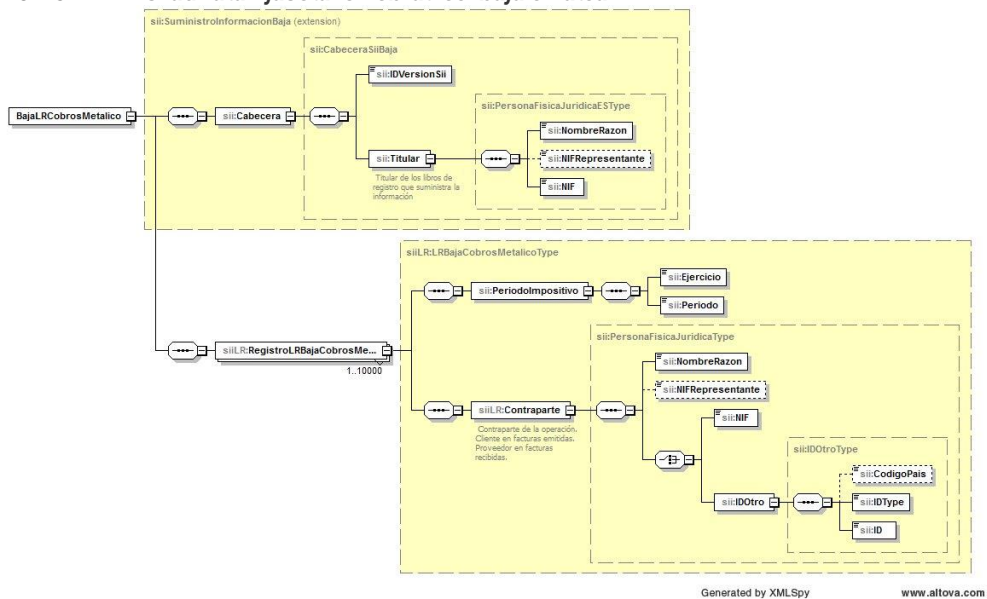 sii:SuministroInformacionBaja (extension)
sii:CabeceraSiiBaja
sii:IDVersionSii
sii:PersonaFisicaJuridicaESType
BajaLRCobrosMetalico
sii:Cabecera
sii:NombreRazon
sii:Titular
sii:NIFRepresentante
Titular de los libros de
registro que suministra la
información
sii:NIF
siiLR:LRBajaCobrosMetalicoType
sii:PeriodoImpositivo
sii:Ejercicio
sii:Periodo
sii:PersonaFisicaJuridicaType
siiLR:RegistroLRBajaCobrosMe...
1..10000
sii:NombreRazon
sii:NIFRepresentante
siiLR:Contraparte
Contraparte de la operación.
Cliente en facturas emitidas.
Proveedor en facturas
recibidas.
sii:NIF
sii:IDOtroType
sii:CodigoPais
sii:IDOtro
sii:IDType
sii:ID
Generated by XMLSpy
www.altova.com